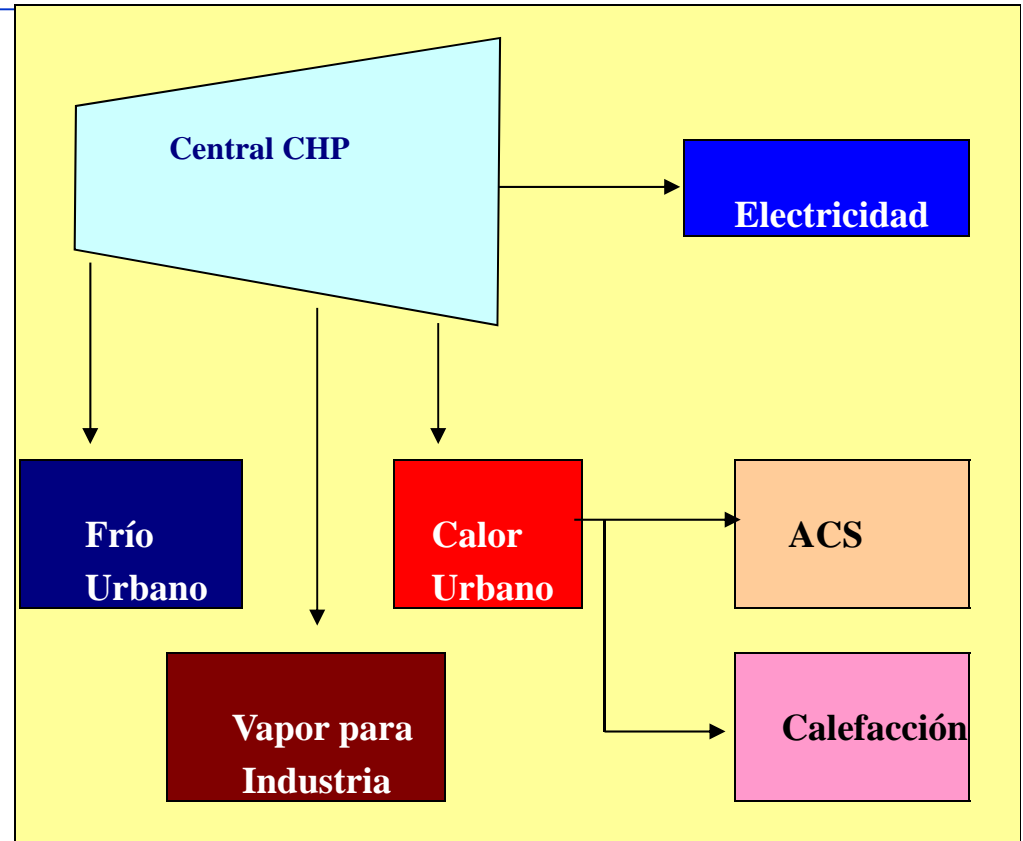 Central CHP
Electricidad
Frío
Urbano
Calor
Urbano
ACS
Vapor para
Industria
Calefacción